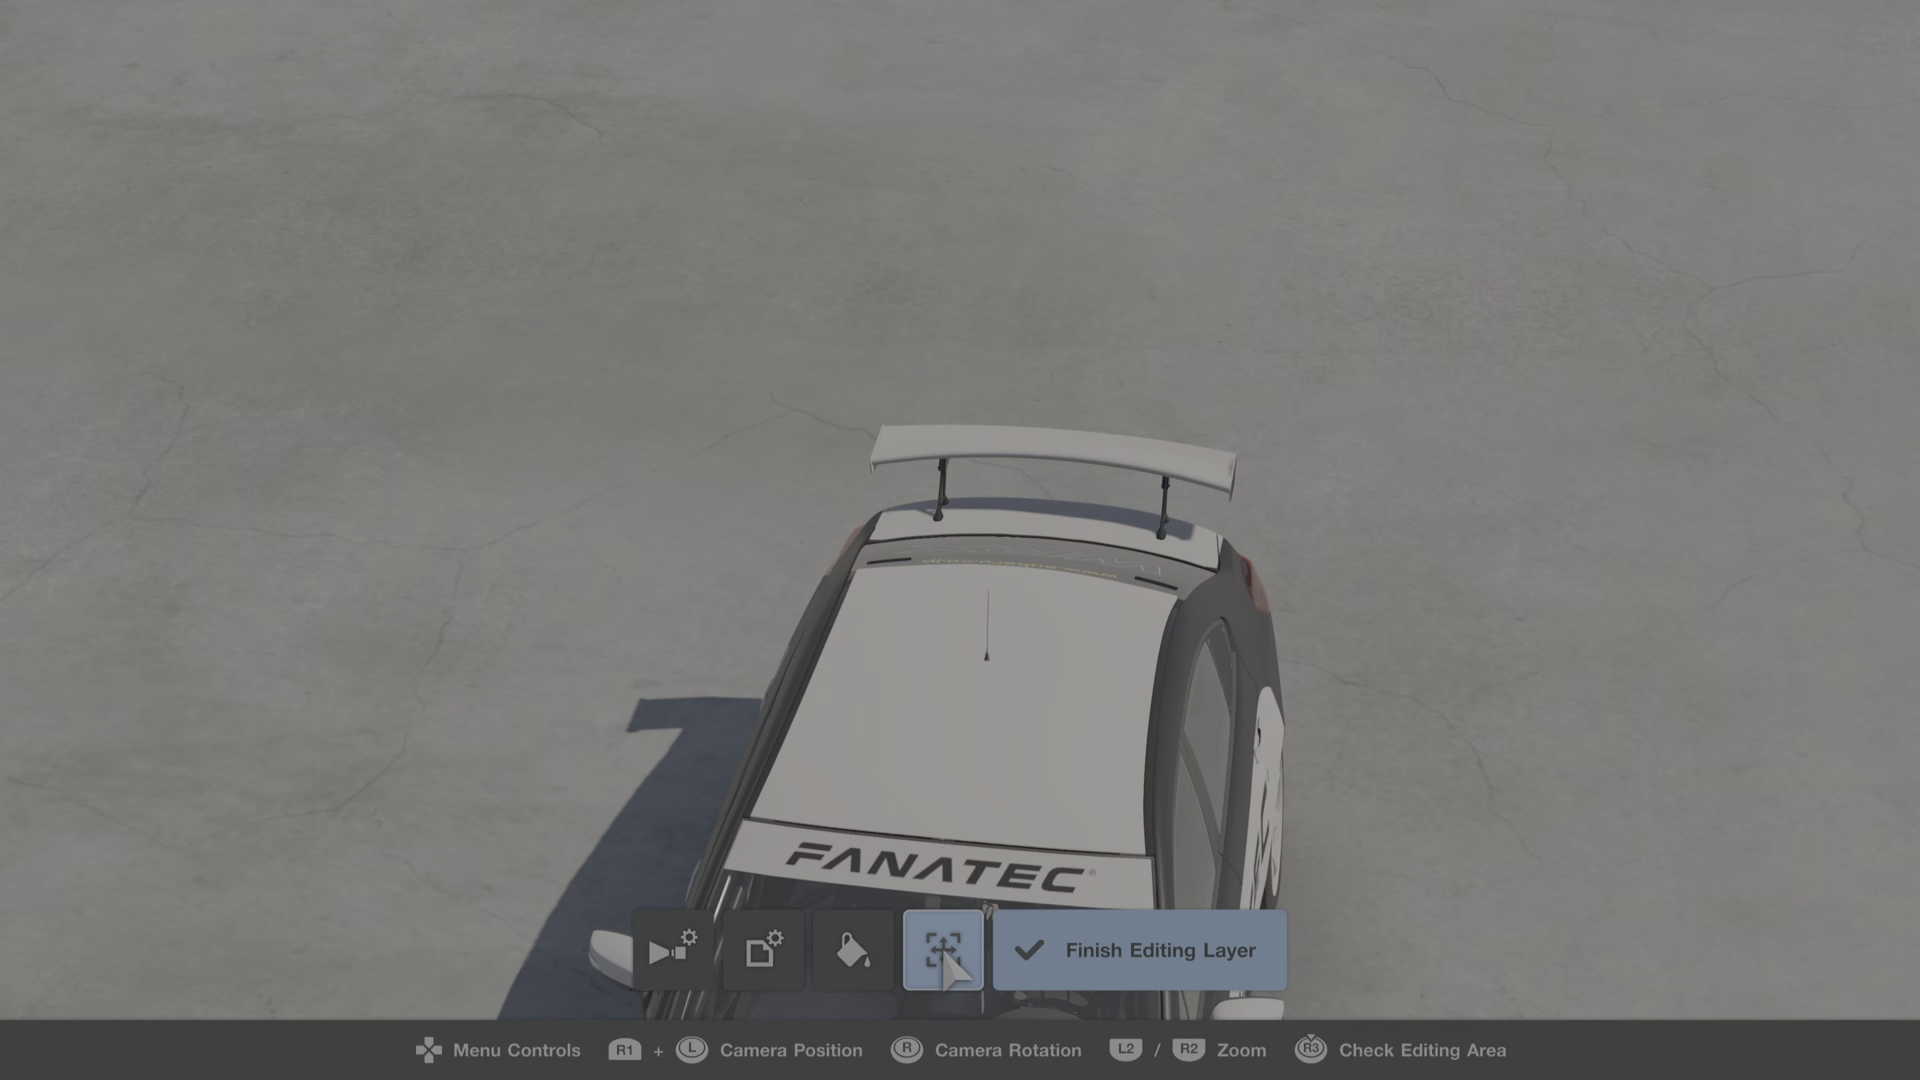 FANATEC®
Finish Editing Layer
Menu Controls R1 + L Camera Position R Camera Rotation L2 / R2 Zoom R3 Check Editing Area